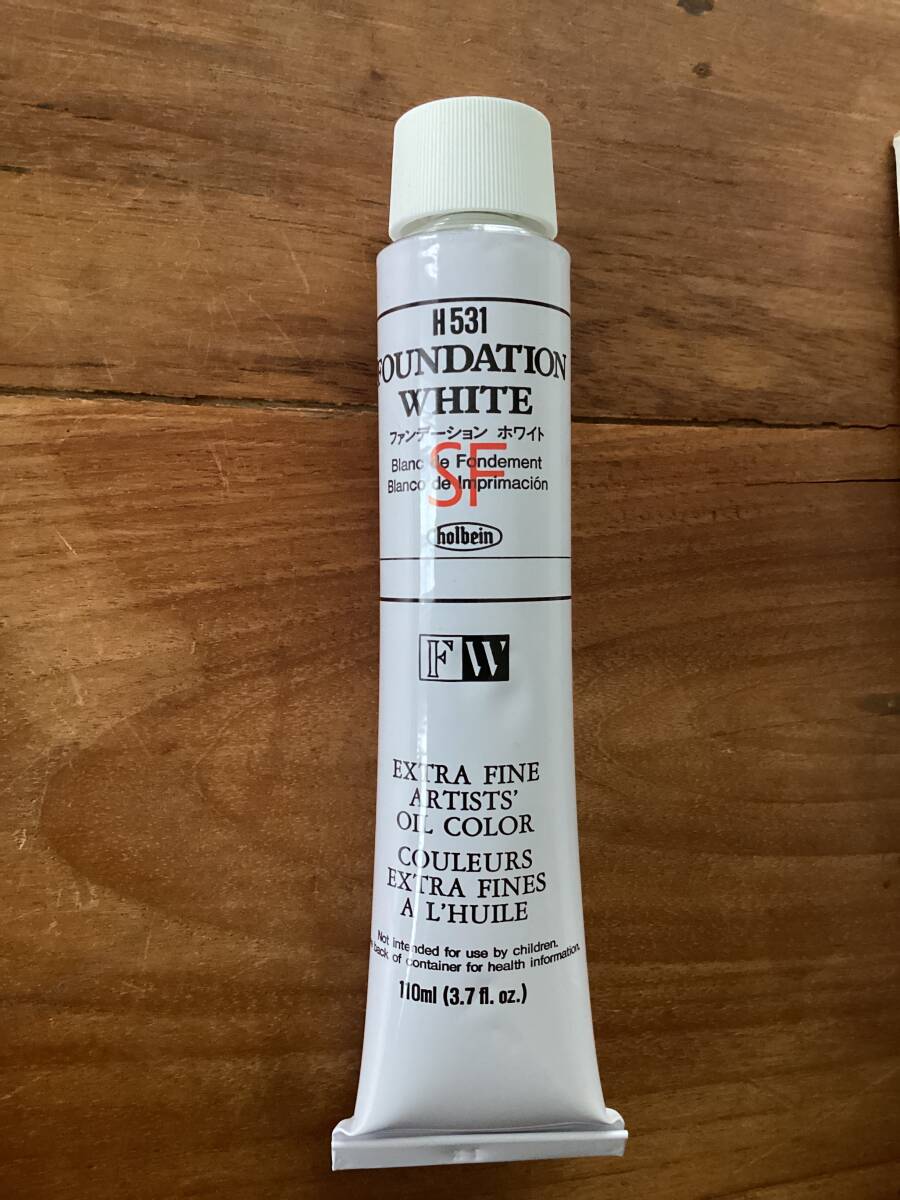 H531
FOUNDATION
WHITE
ファンデーション ホワイト
Blanc de Fondement
Blanco de Imprimación
SF
holbein
FW
EXTRA FINE
ARTISTS'
OIL COLOR
COULEURS
EXTRA FINES
A L'HUILE
Not intended for use by children.
back of container for health information.
110ml (3.7 fl. oz.)